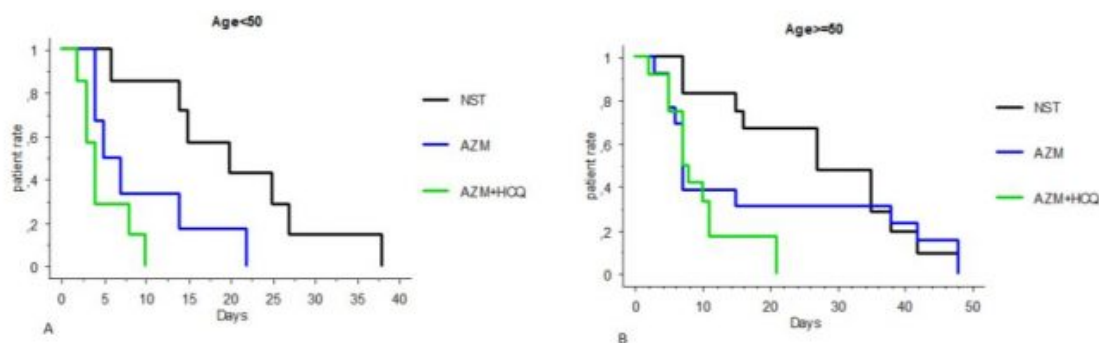 Age<50
1
,8
,6
,4
,2
0
patient rate
0 5 10 15 20 25 30 35 40
Days
NST
AZM
AZM+HCQ
A
Age>=50
1
,8
,6
,4
,2
0
patient rate
0 10 20 30 40 50
Days
NST
AZM
AZM+HCQ
B